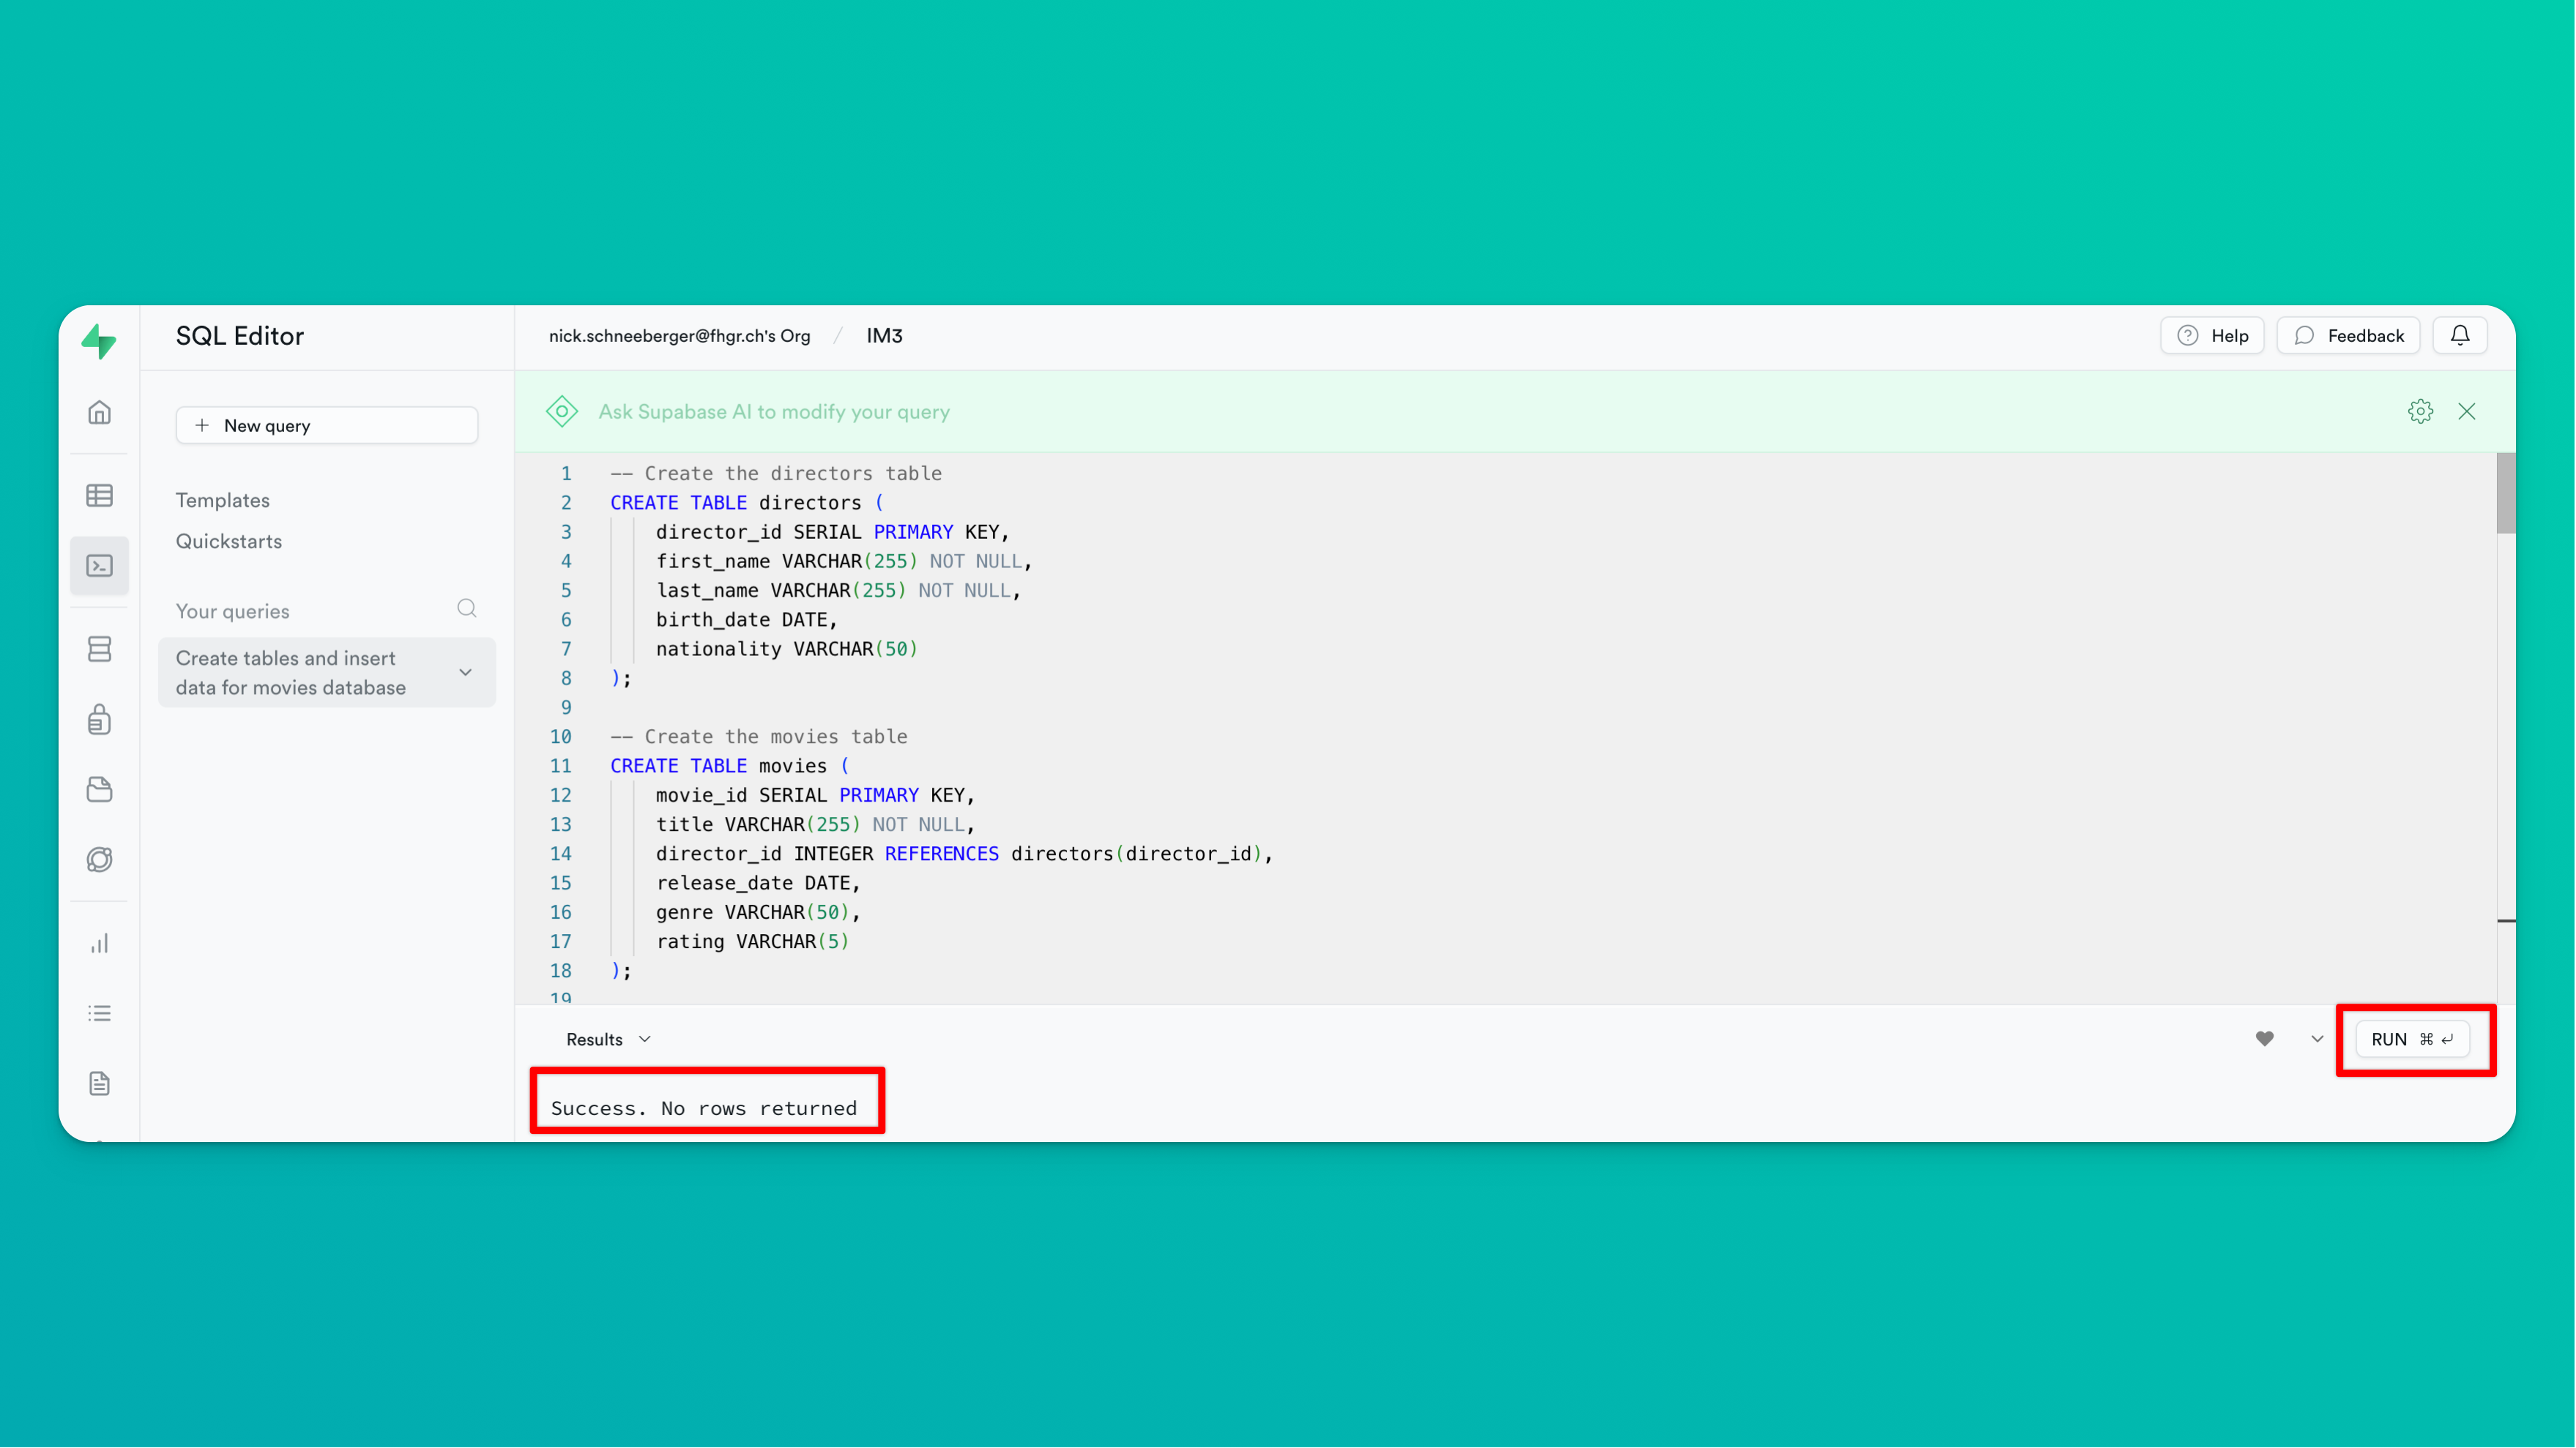 SQL Editor
nick.schneeberger@fhgr.ch's Org / IM3
Help
Feedback
+ New query
Templates
Quickstarts
Your queries
Create tables and insert
data for movies database
Ask Supabase AI to modify your query
1 -- Create the directors table
2 CREATE TABLE directors (
3 director_id SERIAL PRIMARY KEY,
4 first_name VARCHAR(255) NOT NULL,
5 last_name VARCHAR(255) NOT NULL,
6 birth_date DATE,
7 nationality VARCHAR(50)
8 );
9
10 -- Create the movies table
11 CREATE TABLE movies (
12 movie_id SERIAL PRIMARY KEY,
13 title VARCHAR(255) NOT NULL,
14 director_id INTEGER REFERENCES directors(director_id),
15 release_date DATE,
16 genre VARCHAR(50),
17 rating VARCHAR(5)
18 );
19
Results
RUN ⌘ ↵
Success. No rows returned